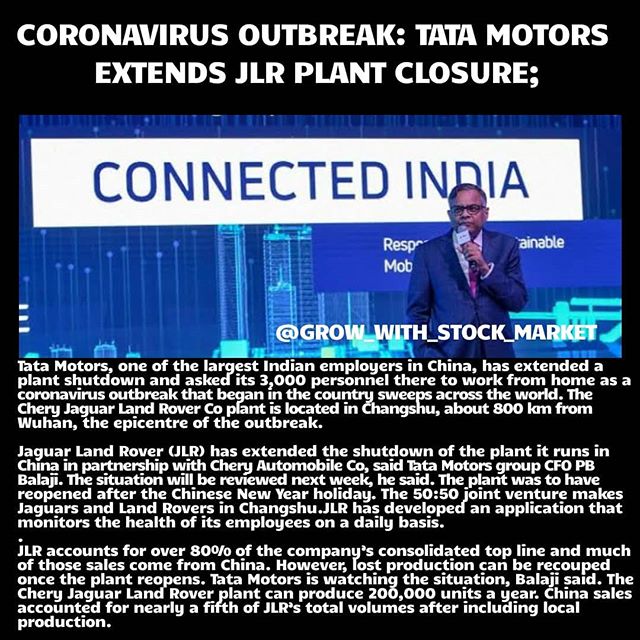 CORONAVIRUS OUTBREAK: TATA MOTORS
EXTENDS JLR PLANT CLOSURE;
CONNECTED INDIA
Resp
ainable
Mob
@GROW_WITH_STOCK_MARKET
Tata Motors, one of the largest Indian employers in China, has extended a
plant shutdown and asked its 3,000 personnel there to work from home as a
coronavirus outbreak that began in the country sweeps across the world. The
Chery Jaguar Land Rover Co plant is located in Changshu, about 800 km from
Wuhan, the epicentre of the outbreak.
Jaguar Land Rover (JLR) has extended the shutdown of the plant it runs in
China in partnership with Chery Automobile Co, said Tata Motors group CFO PB
Balaji. The situation will be reviewed next week, he said. The plant was to have
reopened after the Chinese New Year holiday. The 50:50 joint venture makes
Jaguars and Land Rovers in Changshu.JLR has developed an application that
monitors the health of its employees on a daily basis.
.
JLR accounts for over 80% of the company's consolidated top line and much
of those sales come from China. However, lost production can be recouped
once the plant reopens. Tata Motors is watching the situation, Balaji said. The
Chery Jaguar Land Rover plant can produce 200,000 units a year. China sales
accounted for nearly a fifth of JLR's total volumes after including local
production.